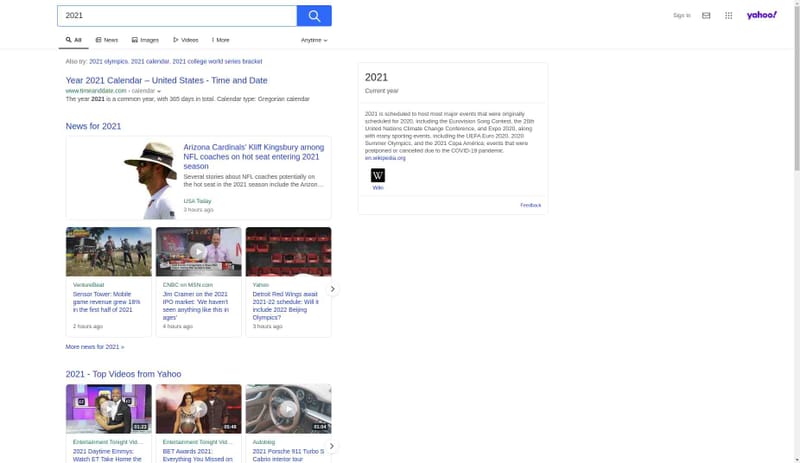 2021
Sign in
yahoo!
All
News
Images
Videos
More
Anytime
Also try: 2021 olympics, 2021 calendar, 2021 college world series bracket
Year 2021 Calendar – United States - Time and Date
www.timeanddate.com › calendar
The year 2021 is a common year, with 365 days in total. Calendar type: Gregorian calendar
News for 2021
Arizona Cardinals' Kliff Kingsbury among
NFL coaches on hot seat entering 2021
season
Several stories about NFL coaches potentially on
the hot seat in the 2021 season include the Arizon...
USA Today
3 hours ago
VentureBeat
Sensor Tower: Mobile
game revenue grew 18%
in the first half of 2021
2 hours ago
CNBC on MSN.com
Jim Cramer on the 2021
IPO market: 'We haven't
seen anything like this in
ages'
4 hours ago
Yahoo
Detroit Red Wings await
2021-22 schedule: Will it
include 2022 Beijing
Olympics?
3 hours ago
More news for 2021 »
2021 - Top Videos from Yahoo
01:23
Entertainment Tonight Vid...
2021 Daytime Emmys:
Watch ET Take Home the
Entertainment Tonight Vid...
BET Awards 2021:
Everything You Missed on
01:04
Autoblog
2021 Porsche 911 Turbo S
Cabrio interior tour
2021
Current year
2021 is scheduled to host most major events that were originally
scheduled for 2020, including the Eurovision Song Contest, the 26th
United Nations Climate Change Conference, and Expo 2020, along
with many sporting events, including the UEFA Euro 2020, 2020
Summer Olympics, and the 2021 Copa América; events that were
postponed or canceled due to the COVID-19 pandemic.
en.wikipedia.org
W
Wiki
Feedback